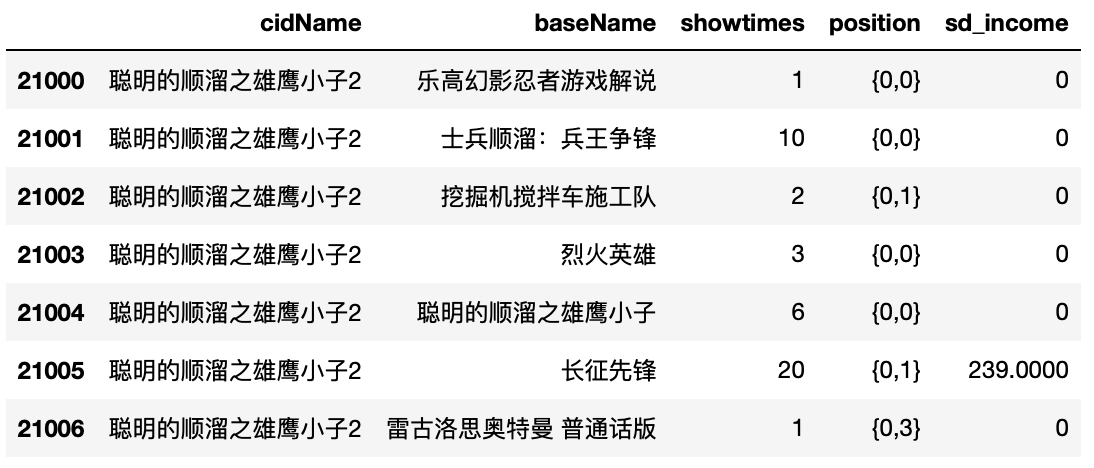 cidName baseName showtimes position sd_income
21000 聪明的顺溜之雄鹰小子2 乐高幻影忍者游戏解说 1 {0,0} 0
21001 聪明的顺溜之雄鹰小子2 士兵顺溜：兵王争锋 10 {0,0} 0
21002 聪明的顺溜之雄鹰小子2 挖掘机搅拌车施工队 2 {0,1} 0
21003 聪明的顺溜之雄鹰小子2 烈火英雄 3 {0,0} 0
21004 聪明的顺溜之雄鹰小子2 聪明的顺溜之雄鹰小子 6 {0,0} 0
21005 聪明的顺溜之雄鹰小子2 长征先锋 20 {0,1} 239.0000
21006 聪明的顺溜之雄鹰小子2 雷古洛思奥特曼 普通话版 1 {0,3} 0